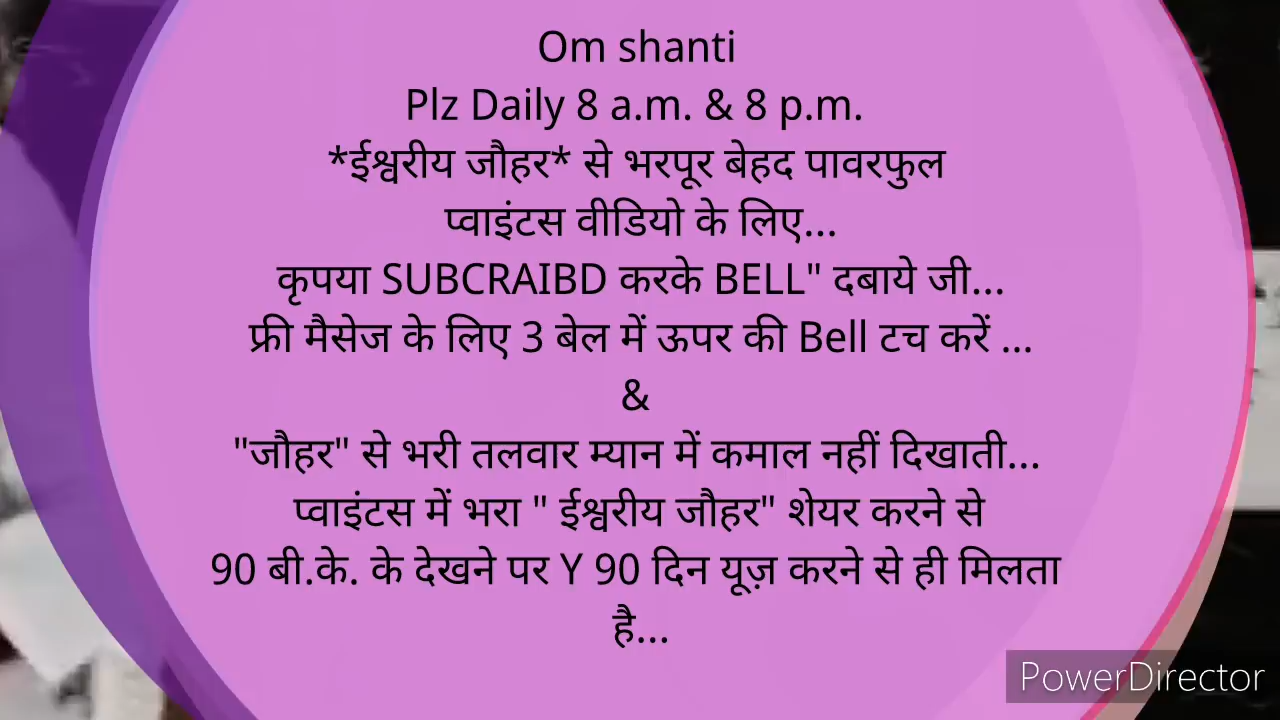 Om shanti
Plz Daily 8 a.m. & 8 p.m.
*ईश्वरीय जौहर* से भरपूर बेहद पावरफुल
प्वाइंटस वीडियो के लिए...
कृपया SUBCRAIBD करके BELL" दबाये जी...
फ्री मैसेज के लिए 3 बेल में ऊपर की Bell टच करें ...
&
"जौहर" से भरी तलवार म्यान में कमाल नहीं दिखाती...
प्वाइंटस में भरा " ईश्वरीय जौहर" शेयर करने से
90 बी.के. के देखने पर Y 90 दिन यूज़ करने से ही मिलता
है...
PowerDirector